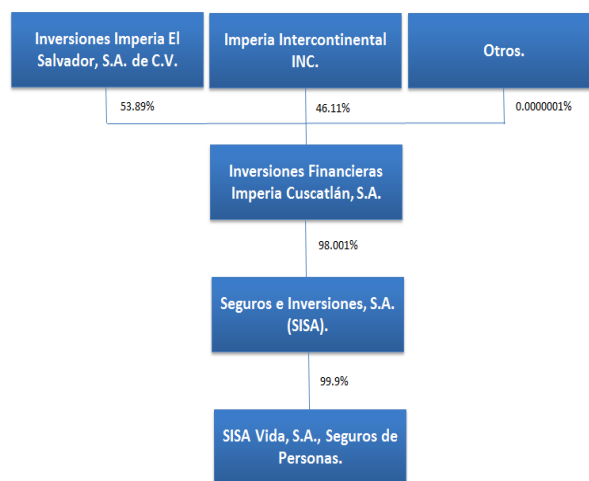 Inversiones Imperia El
Salvador, S.A. de C.V.
Imperia Intercontinental
INC.
Otros.
53.89%
46.11%
0.0000001%
Inversiones Financieras
Imperia Cuscatlán, S.A.
98.001%
Seguros e Inversiones, S.A.
(SISA).
99.9%
SISA Vida, S.A., Seguros de
Personas.